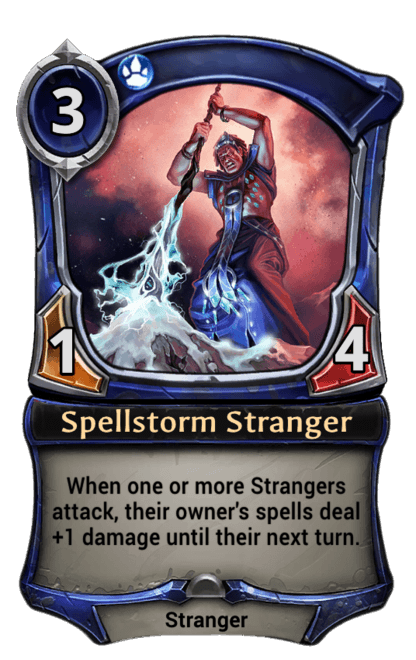 3
1
4
Spellstorm Stranger
When one or more Strangers
attack, their owner's spells deal
+1 damage until their next turn.
Stranger